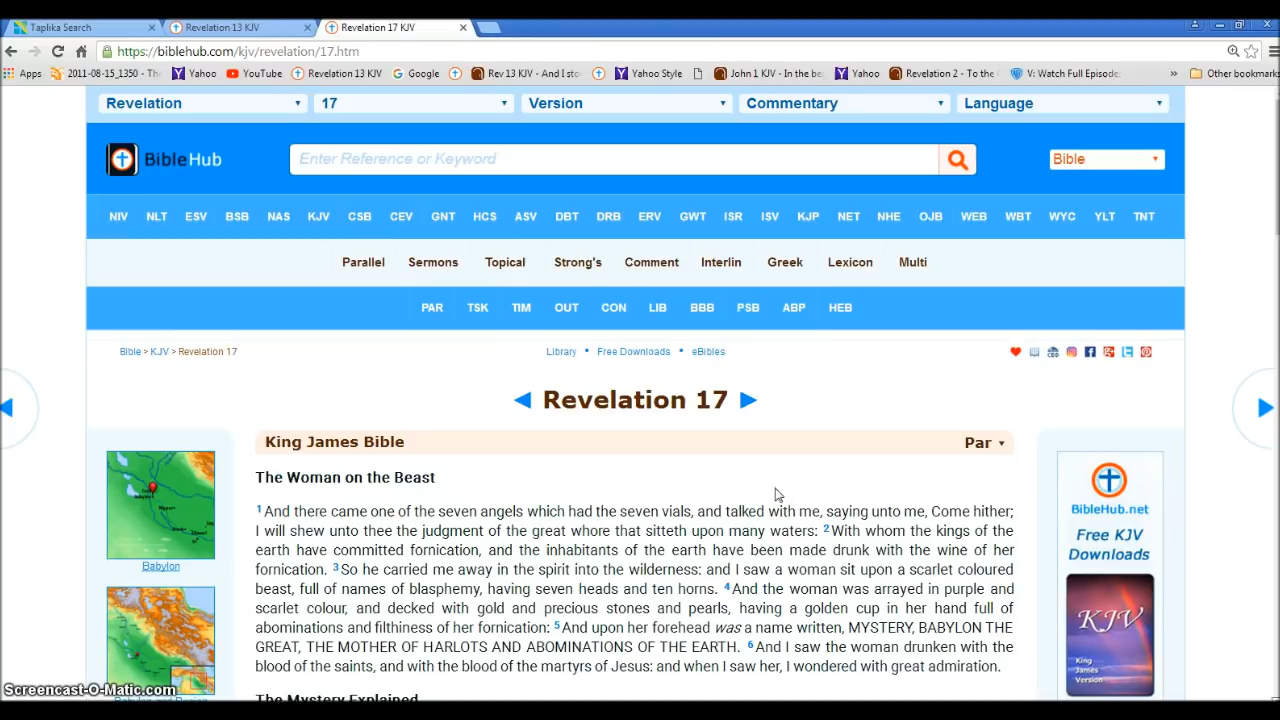 Taplika Search
Revelation 13 KJV
Revelation 17 KJV
https://biblehub.com/kjv/revelation/17.htm
Apps 2011-08-15_1350 - Th Yahoo YouTube Revelation 13 KJV Google Rev 13 KJV - And I sto Yahoo Style John 1 KJV - In the be Yahoo Revelation 2 - To the V: Watch Full Episode: » Other bookmarks
Revelation 17 Version Commentary Language
BibleHub Enter Reference or Keyword Bible
NIV NLT ESV BSB NAS KJV CSB CEV GNT HCS ASV DBT DRB ERV GWT ISR ISV KJP NET NHE OJB WEB WBT WYC YLT TNT
Parallel Sermons Topical Strong's Comment Interlin Greek Lexicon Multi
PAR TSK TIM OUT CON LIB BBB PSB ABP HEB
Bible > KJV > Revelation 17 Library • Free Downloads • eBibles
◄ Revelation 17 ►
King James Bible Par ▾
The Woman on the Beast
1And there came one of the seven angels which had the seven vials, and talked with me, saying unto me, Come hither;
I will shew unto thee the judgment of the great whore that sitteth upon many waters: 2With whom the kings of the
earth have committed fornication, and the inhabitants of the earth have been made drunk with the wine of her
fornication. 3So he carried me away in the spirit into the wilderness: and I saw a woman sit upon a scarlet coloured
beast, full of names of blasphemy, having seven heads and ten horns. 4And the woman was arrayed in purple and
scarlet colour, and decked with gold and precious stones and pearls, having a golden cup in her hand full of
abominations and filthiness of her fornication: 5And upon her forehead was a name written, MYSTERY, BABYLON THE
GREAT, THE MOTHER OF HARLOTS AND ABOMINATIONS OF THE EARTH. 6And I saw the woman drunken with the
blood of the saints, and with the blood of the martyrs of Jesus: and when I saw her, I wondered with great admiration.
The Mystery Explained
Babylon
BibleHub.net
Free KJV
Downloads
KJV
King
James
Version
Screencast-O-Matic.com